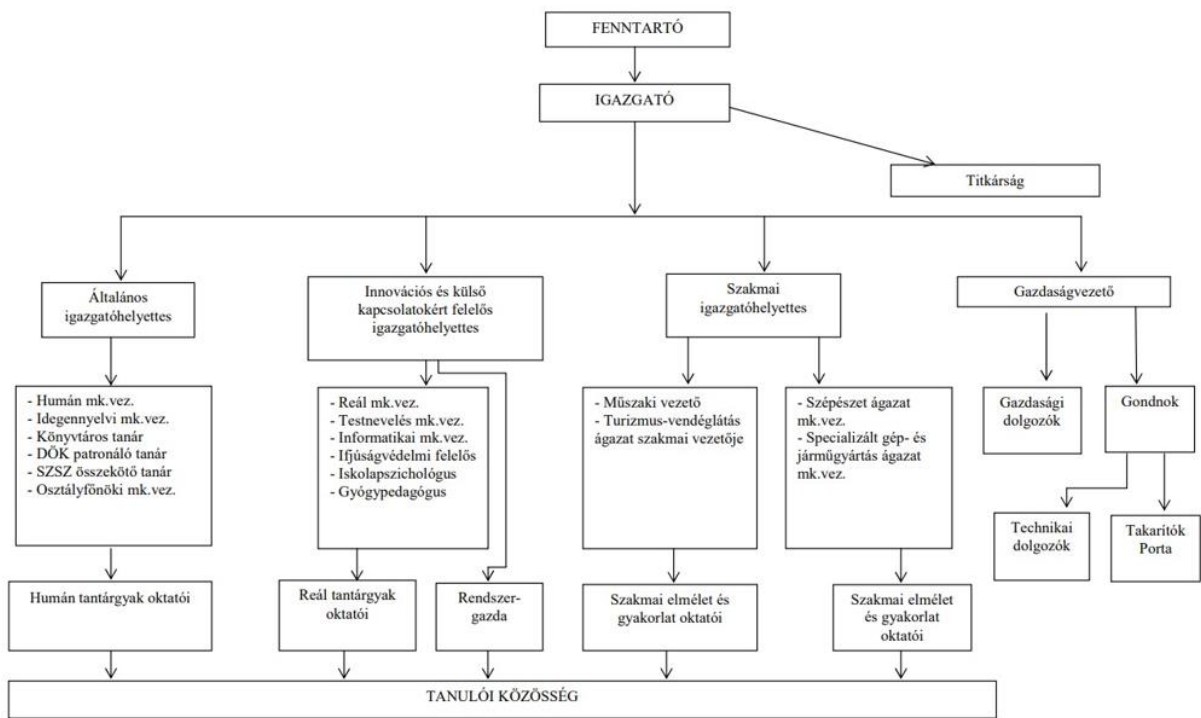 FENNTARTÓ
IGAZGATÓ
Titkárság
Általános
igazgatóhelyettes
Innovációs és külső
kapcsolatokért felelős
igazgatóhelyettes
Szakmai
igazgatóhelyettes
Gazdaságvezető
- Humán mk.vez.
- Idegennyelvi mk.vez.
- Könyvtáros tanár
- DÖK patronáló tanár
- SZSZ összekötő tanár
- Osztályfőnöki mk.vez.
- Reál mk.vez.
- Testnevelés mk.vez.
- Informatikai mk.vez.
- Ifjúságvédelmi felelős
- Iskolapszichológus
- Gyógypedagógus
- Műszaki vezető
- Turizmus-vendéglátás
ágazat szakmai vezetője
- Szépészet ágazat
mk.vez.
- Specializált gép- és
járműgyártás ágazat
mk.vez.
Gazdasági
dolgozók
Gondnok
Technikai
dolgozók
Takarítók
Porta
Humán tantárgyak oktatói
Reál tantárgyak
oktatói
Rendszer-
gazda
Szakmai elmélet és
gyakorlat oktatói
Szakmai elmélet
és gyakorlat
oktatói
TANULÓI KÖZÖSSÉG